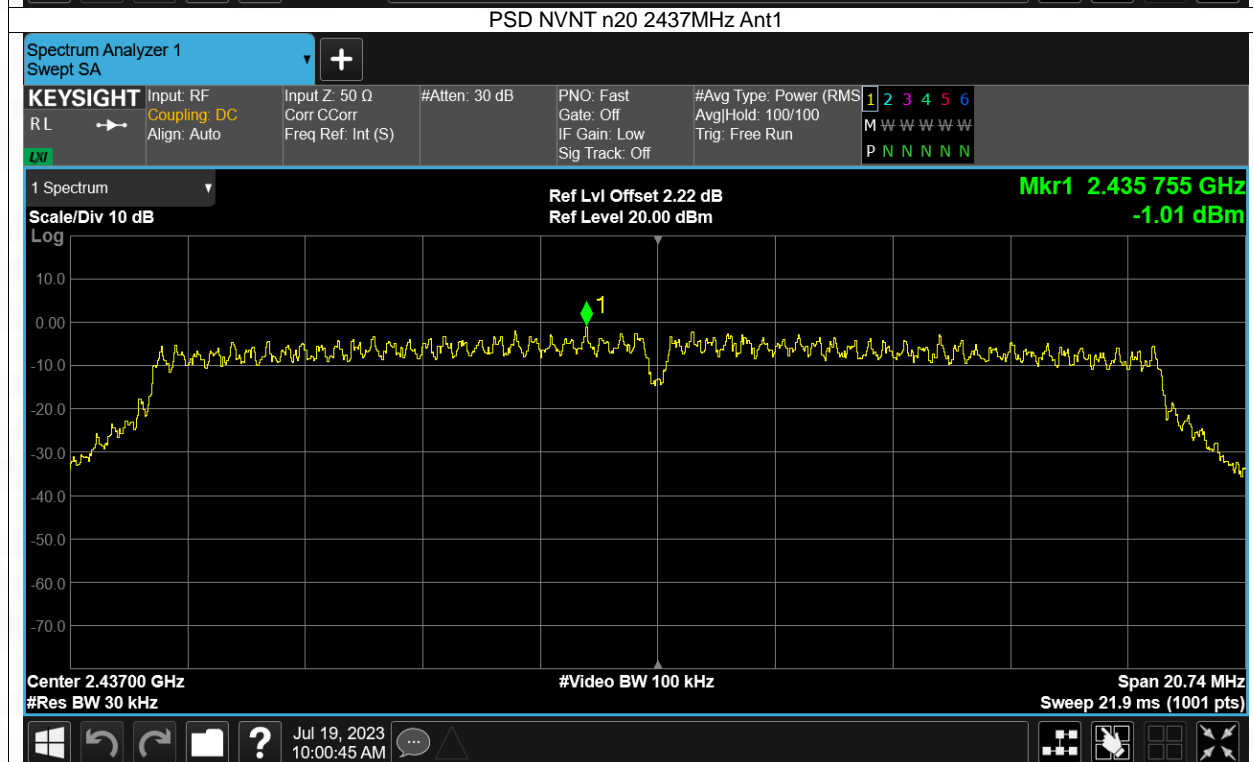 PSD NVNT n20 2437MHz Ant1
Spectrum Analyzer 1
Swept SA
+
KEYSIGHT
R L
LXI
Input: RF
Coupling: DC
Align: Auto
Input Z: 50 Ω
Corr CCorr
Freq Ref: Int (S)
#Atten: 30 dB
PNO: Fast
Gate: Off
IF Gain: Low
Sig Track: Off
#Avg Type: Power (RMS
Avg|Hold: 100/100
Trig: Free Run
1 2 3 4 5 6
M W W W W W
P N N N N N
1 Spectrum
Scale/Div 10 dB
Log
Ref Lvl Offset 2.22 dB
Ref Level 20.00 dBm
Mkr1 2.435 755 GHz
-1.01 dBm
1
10.0
0.00
-10.0
-20.0
-30.0
-40.0
-50.0
-60.0
-70.0
Center 2.43700 GHz
#Res BW 30 kHz
#Video BW 100 kHz
Span 20.74 MHz
Sweep 21.9 ms (1001 pts)
?
Jul 19, 2023
10:00:45 AM